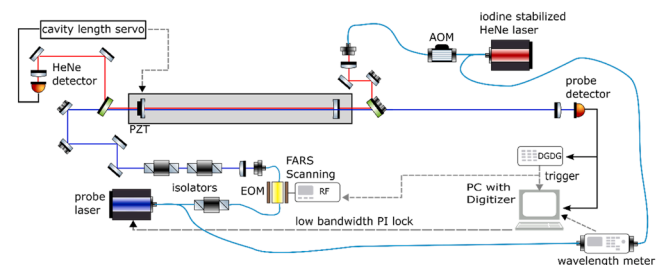 cavity length servo
HeNe
detector
PZT
AOM
iodine stabilized
HeNe laser
probe
detector
DGDG
trigger
PC with
Digitizer
FARS
Scanning
EOM
RF
isolators
probe
laser
low bandwidth PI lock
wavelength meter